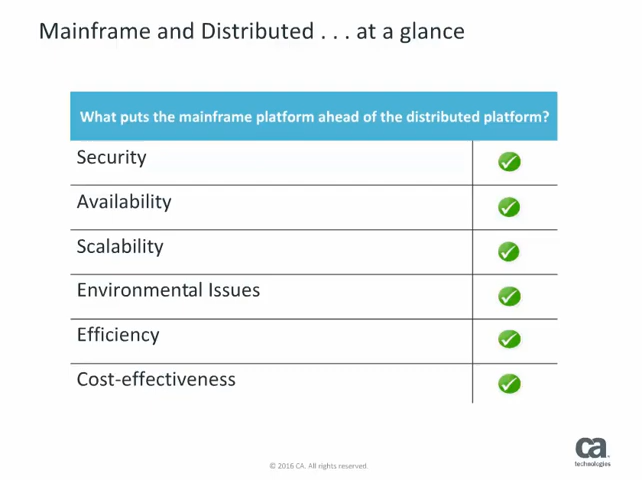 Mainframe and Distributed . . . at a glance
What puts the mainframe platform ahead of the distributed platform?
Security
Availability
Scalability
Environmental Issues
Efficiency
Cost-effectiveness
ca
technologies
© 2016 CA. All rights reserved.